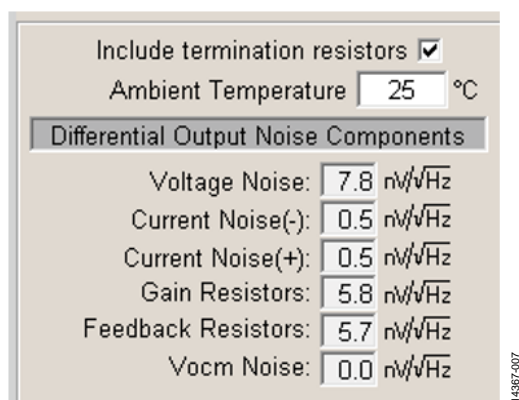 Include termination resistors
Ambient Temperature 25 °C
Differential Output Noise Components
Voltage Noise: 7.8 nV/√Hz
Current Noise(-): 0.5 nV/√Hz
Current Noise(+): 0.5 nV/√Hz
Gain Resistors: 5.8 nV/√Hz
Feedback Resistors: 5.7 nV/√Hz
Vocm Noise: 0.0 nV/√Hz
14367-007